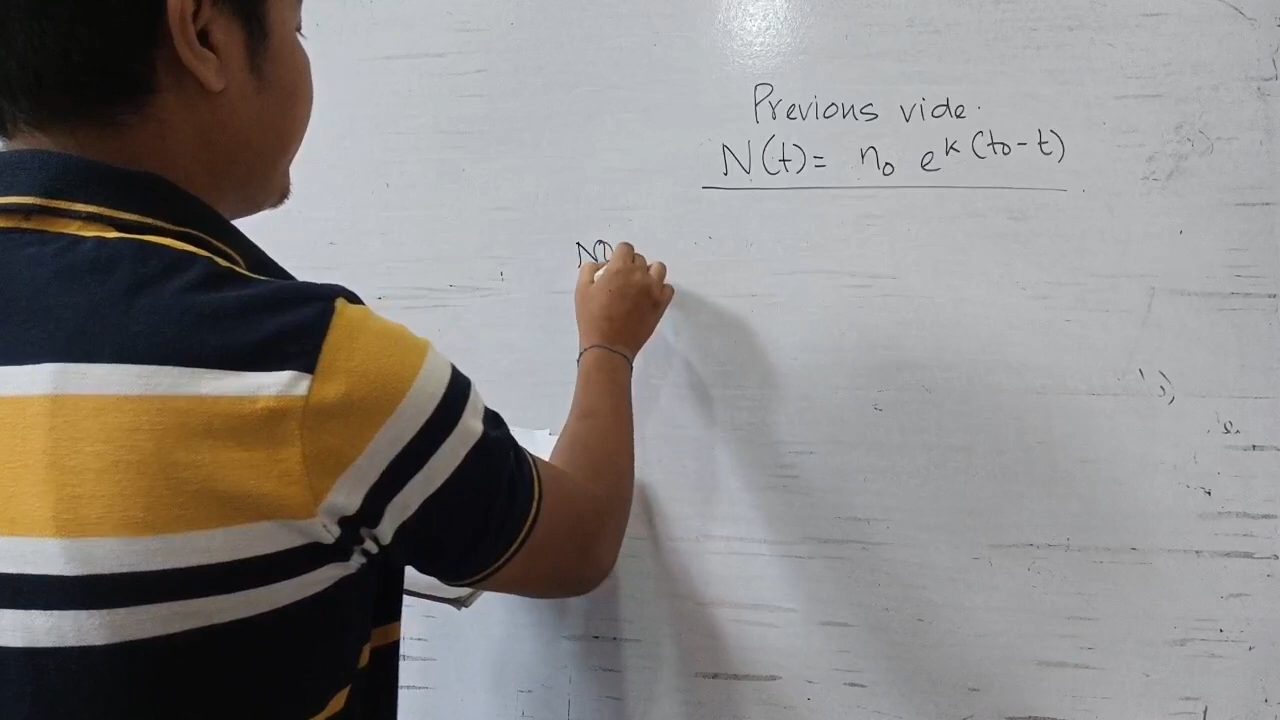 Previous vide.
N(t) = n₀ e^k(t₀-t)